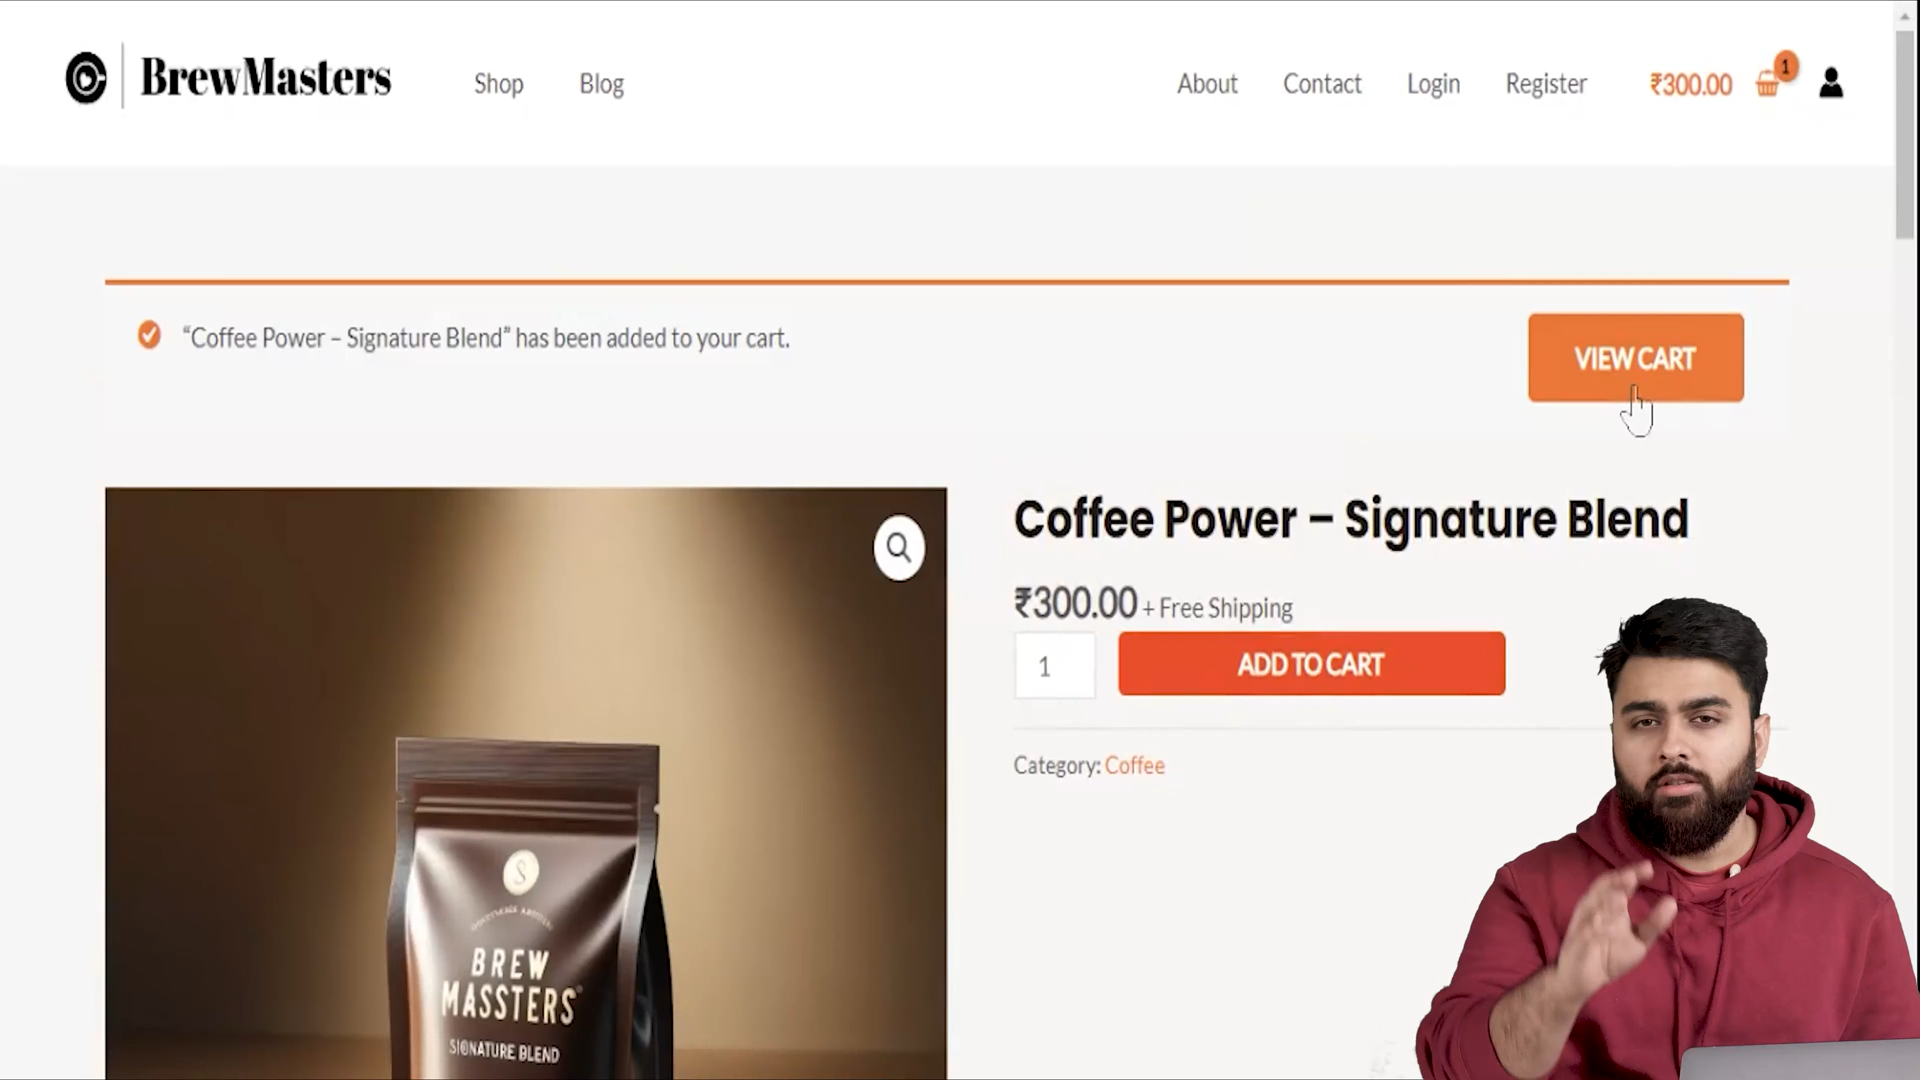 BrewMasters
Shop
Blog
About
Contact
Login
Register
₹300.00
1
“Coffee Power – Signature Blend” has been added to your cart.
VIEW CART
Coffee Power – Signature Blend
₹300.00 + Free Shipping
1
ADD TO CART
Category: Coffee
S
BREW
MASSTERS
SIGNATURE BLEND